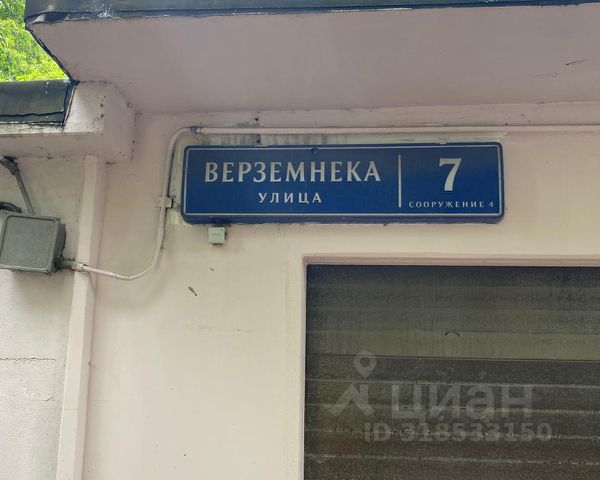 ВЕРЗЕМНЕКА
УЛИЦА
7
СООРУЖЕНИЕ 4
циан
ID 318533150